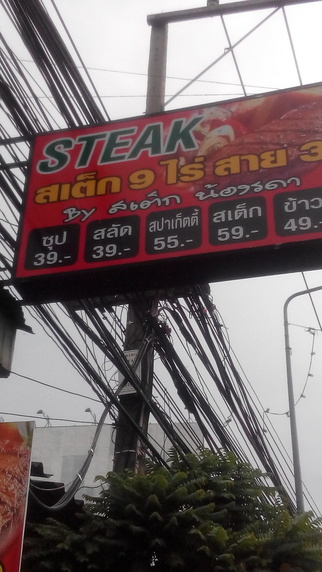 STEAK
สเต็ก 9 ไร่ สาย 3
By สเต็ก น้องรดา
ซุป สลัด สปาเก็ตตี้ สเต็ก ข้าว
39.- 39.- 55.- 59.- 49.-